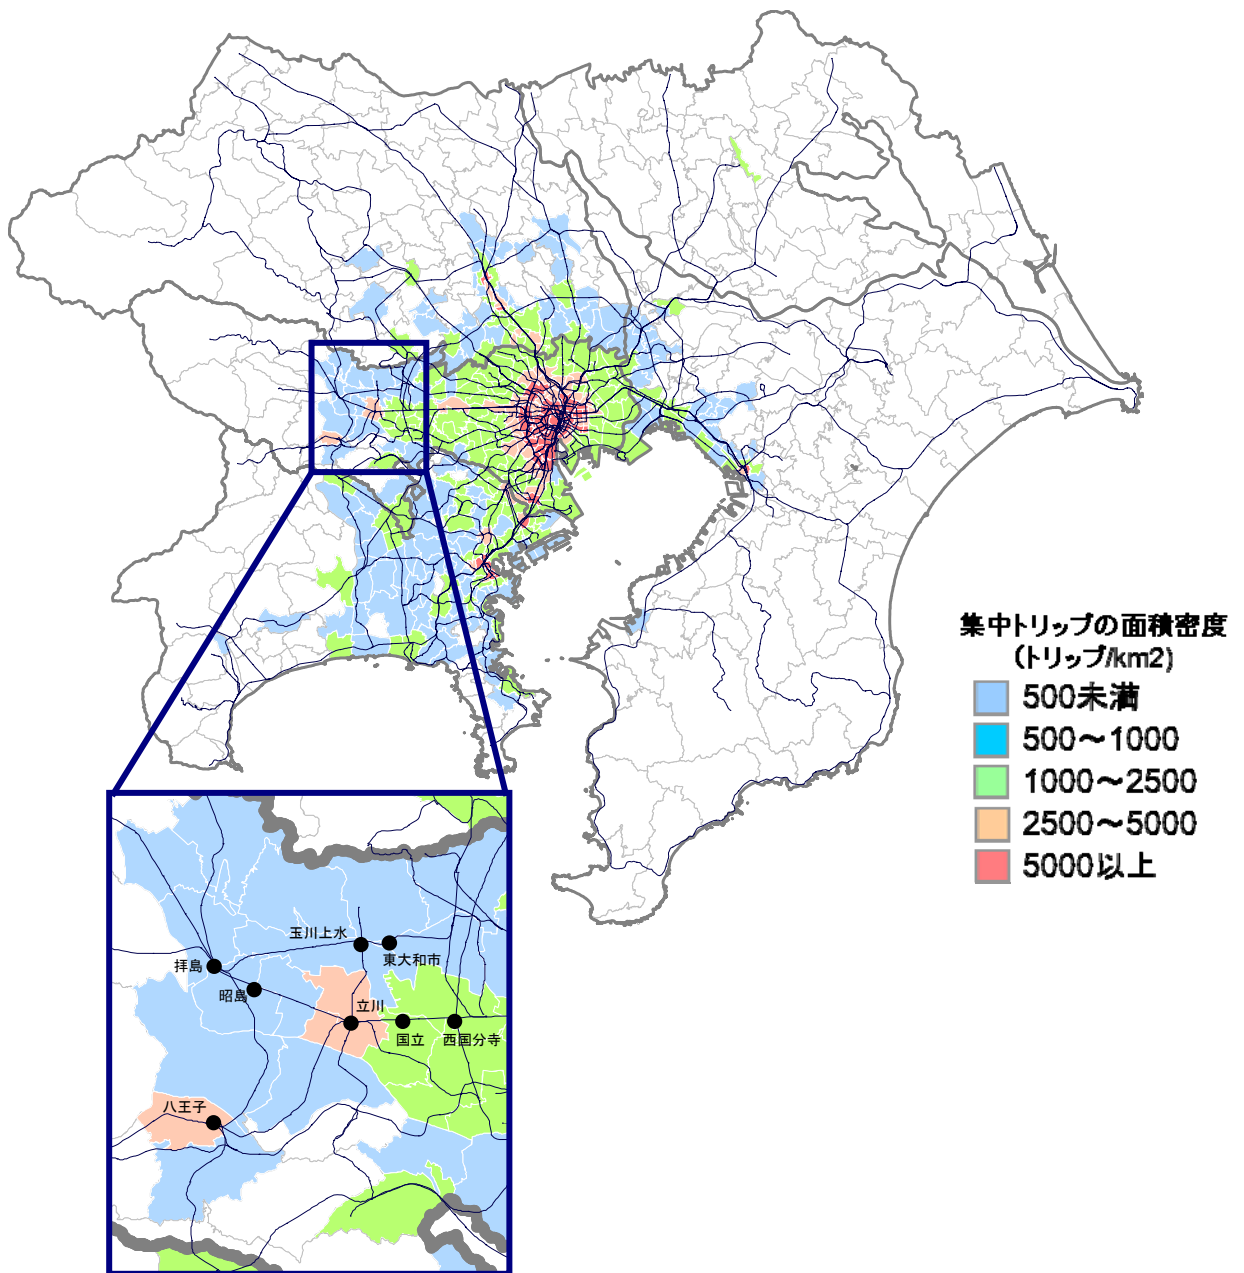 集中トリップの面積密度
(トリップ/km2)
500未満
500～1000
1000～2500
2500～5000
5000以上
玉川上水
東大和市
拝島
昭島
立川
国立
西国分寺
八王子